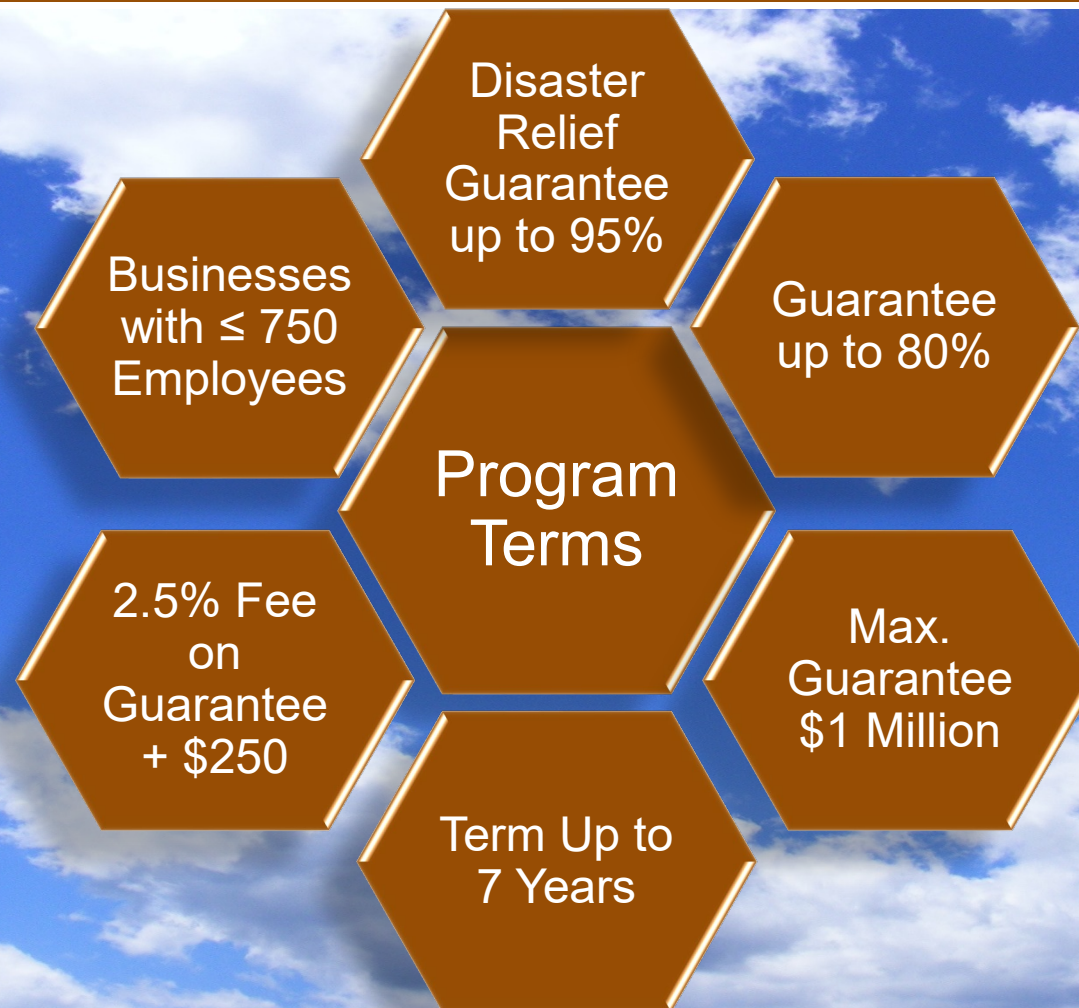 Disaster
Relief
Guarantee
up to 95%
Businesses
with ≤ 750
Employees
Guarantee
up to 80%
Program
Terms
2.5% Fee
on
Guarantee
+ $250
Max.
Guarantee
$1 Million
Term Up to
7 Years